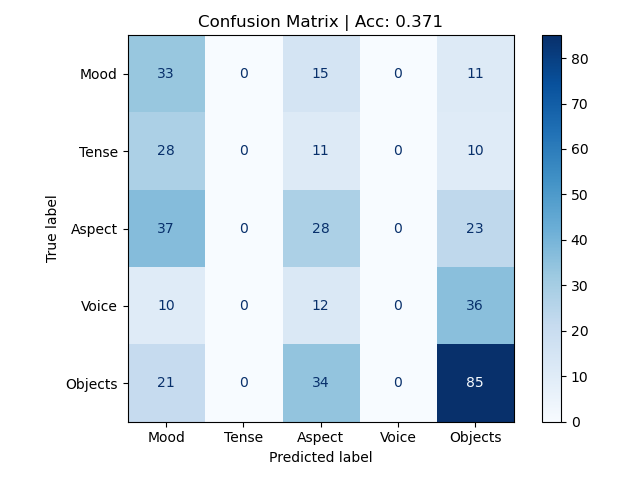 Confusion Matrix | Acc: 0.371
Mood 33 0 15 0 11
Tense 28 0 11 0 10
Aspect 37 0 28 0 23
Voice 10 0 12 0 36
Objects 21 0 34 0 85
Mood Tense Aspect Voice Objects
Predicted label
True label
80
70
60
50
40
30
20
10
0